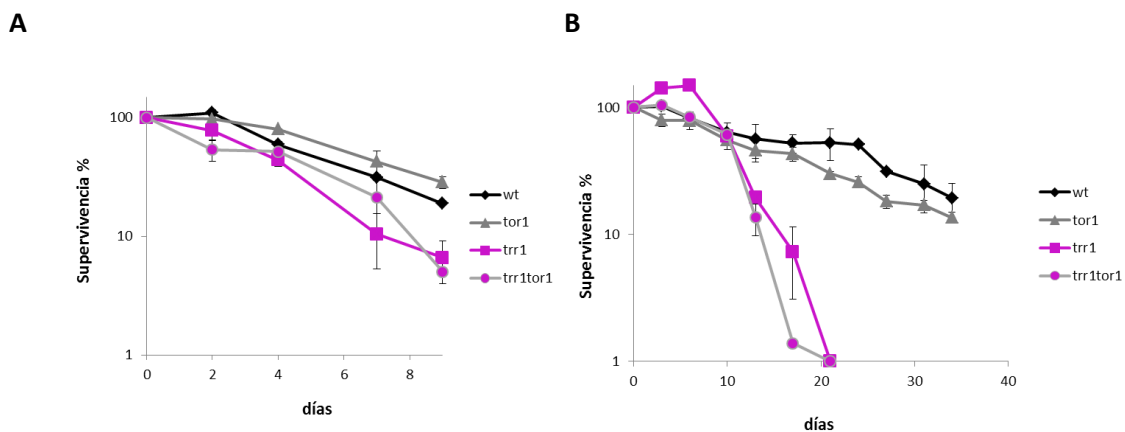 A
B
Supervivencia %
100
10
1
0
2
4
6
8
días
wt
tor1
trr1
trr1tor1
Supervivencia %
100
10
1
0
10
20
30
40
días
wt
tor1
trr1
trr1tor1